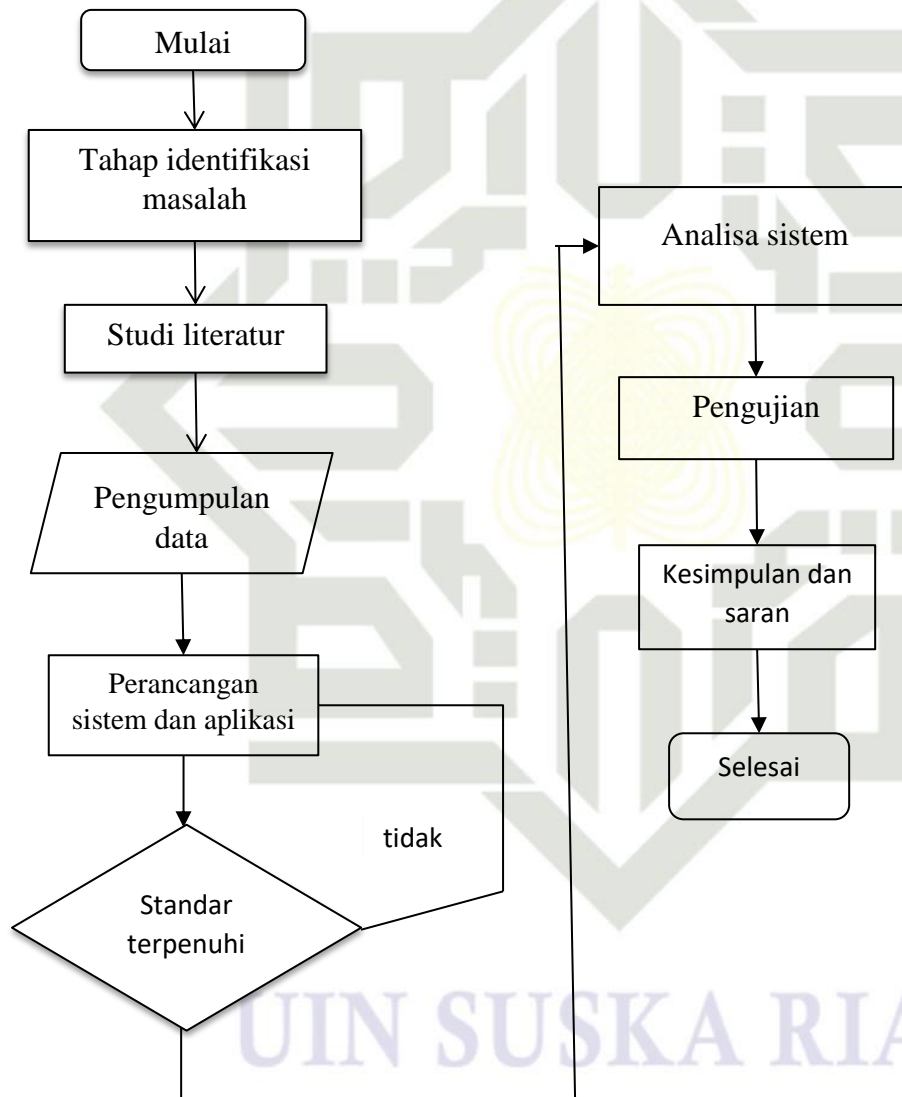 Mulai
Tahap identifikasi
masalah
Studi literatur
Pengumpulan
data
Perancangan
sistem dan aplikasi
tidak
Standar
terpenuhi
Analisa sistem
Pengujian
Kesimpulan dan
saran
Selesai
UIN SUSKA RIA